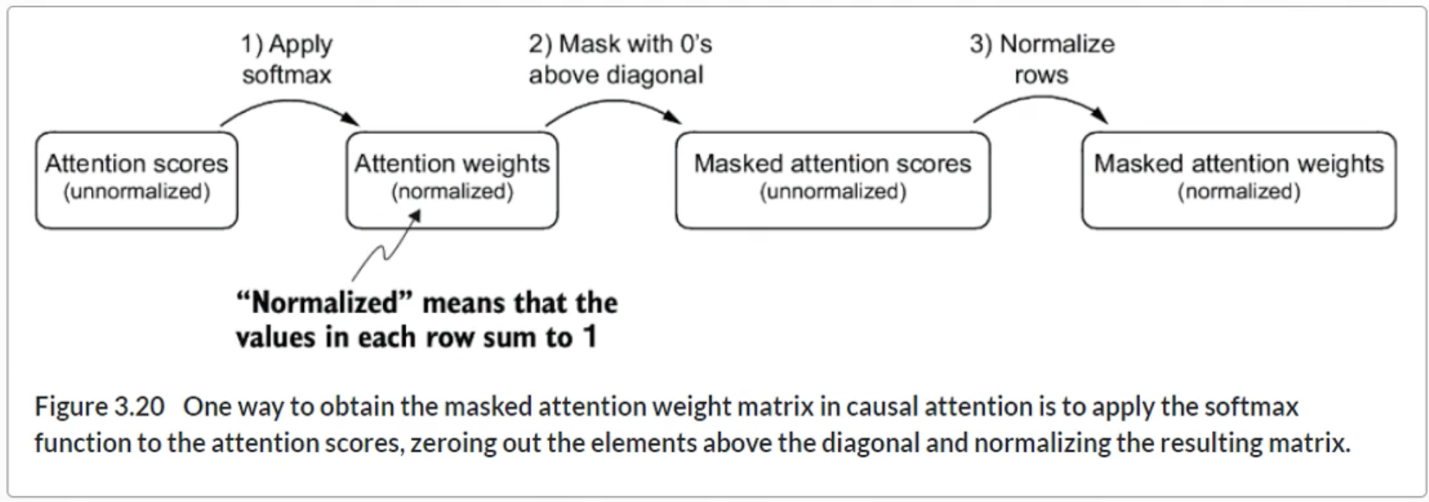 1) Apply
softmax
2) Mask with 0's
above diagonal
3) Normalize
rows
Attention scores
(unnormalized)
Attention weights
(normalized)
Masked attention scores
(unnormalized)
Masked attention weights
(normalized)
“Normalized” means that the
values in each row sum to 1
Figure 3.20 One way to obtain the masked attention weight matrix in causal attention is to apply the softmax
function to the attention scores, zeroing out the elements above the diagonal and normalizing the resulting matrix.